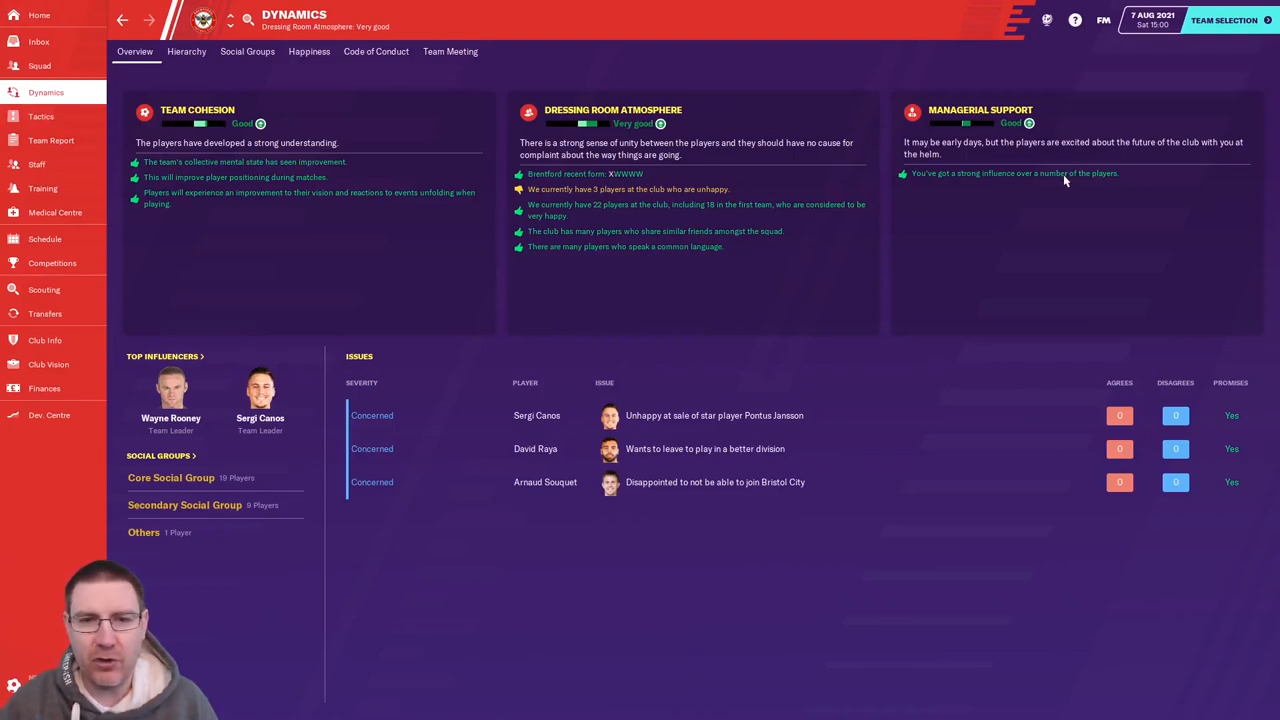 Home
Inbox
Squad
Dynamics
Tactics
Team Report
Staff
Training
Medical Centre
Schedule
Competitions
Scouting
Transfers
Club Info
Club Vision
Finances
Dev. Centre
DYNAMICS
Dressing Room Atmosphere: Very good
FM
7 AUG 2021
Sat 15:00
TEAM SELECTION
Overview
Hierarchy
Social Groups
Happiness
Code of Conduct
Team Meeting
TEAM COHESION
Good
The players have developed a strong understanding.
The team's collective mental state has seen improvement.
This will improve player positioning during matches.
Players will experience an improvement to their vision and reactions to events unfolding when
playing.
DRESSING ROOM ATMOSPHERE
Very good
There is a strong sense of unity between the players and they should have no cause for
complaint about the way things are going.
Brentford recent form: XWWWW
We currently have 3 players at the club who are unhappy.
We currently have 22 players at the club, including 18 in the first team, who are considered to be
very happy.
The club has many players who share similar friends amongst the squad.
There are many players who speak a common language.
MANAGERIAL SUPPORT
Good
It may be early days, but the players are excited about the future of the club with you at
the helm.
You've got a strong influence over a number of the players.
TOP INFLUENCERS >
Wayne Rooney
Team Leader
Sergi Canos
Team Leader
SOCIAL GROUPS >
Core Social Group 19 Players
Secondary Social Group 9 Players
Others 1 Player
ISSUES
SEVERITY PLAYER ISSUE AGREES DISAGREES PROMISES
Concerned Sergi Canos Unhappy at sale of star player Pontus Jansson 0 0 Yes
Concerned David Raya Wants to leave to play in a better division 0 0 Yes
Concerned Arnaud Souquet Disappointed to not be able to join Bristol City 0 0 Yes